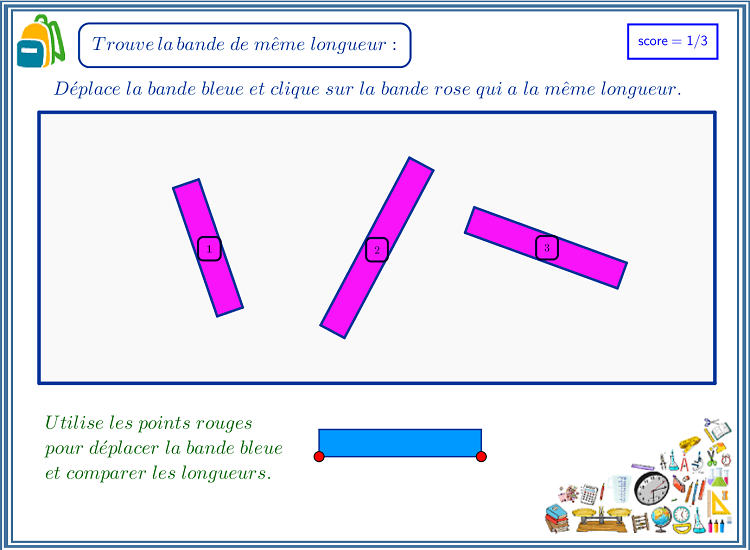 Trouve la bande de même longueur :
score = 1/3
Déplace la bande bleue et clique sur la bande rose qui a la même longueur.
1
2
3
Utilise les points rouges
pour déplacer la bande bleue
et comparer les longueurs.